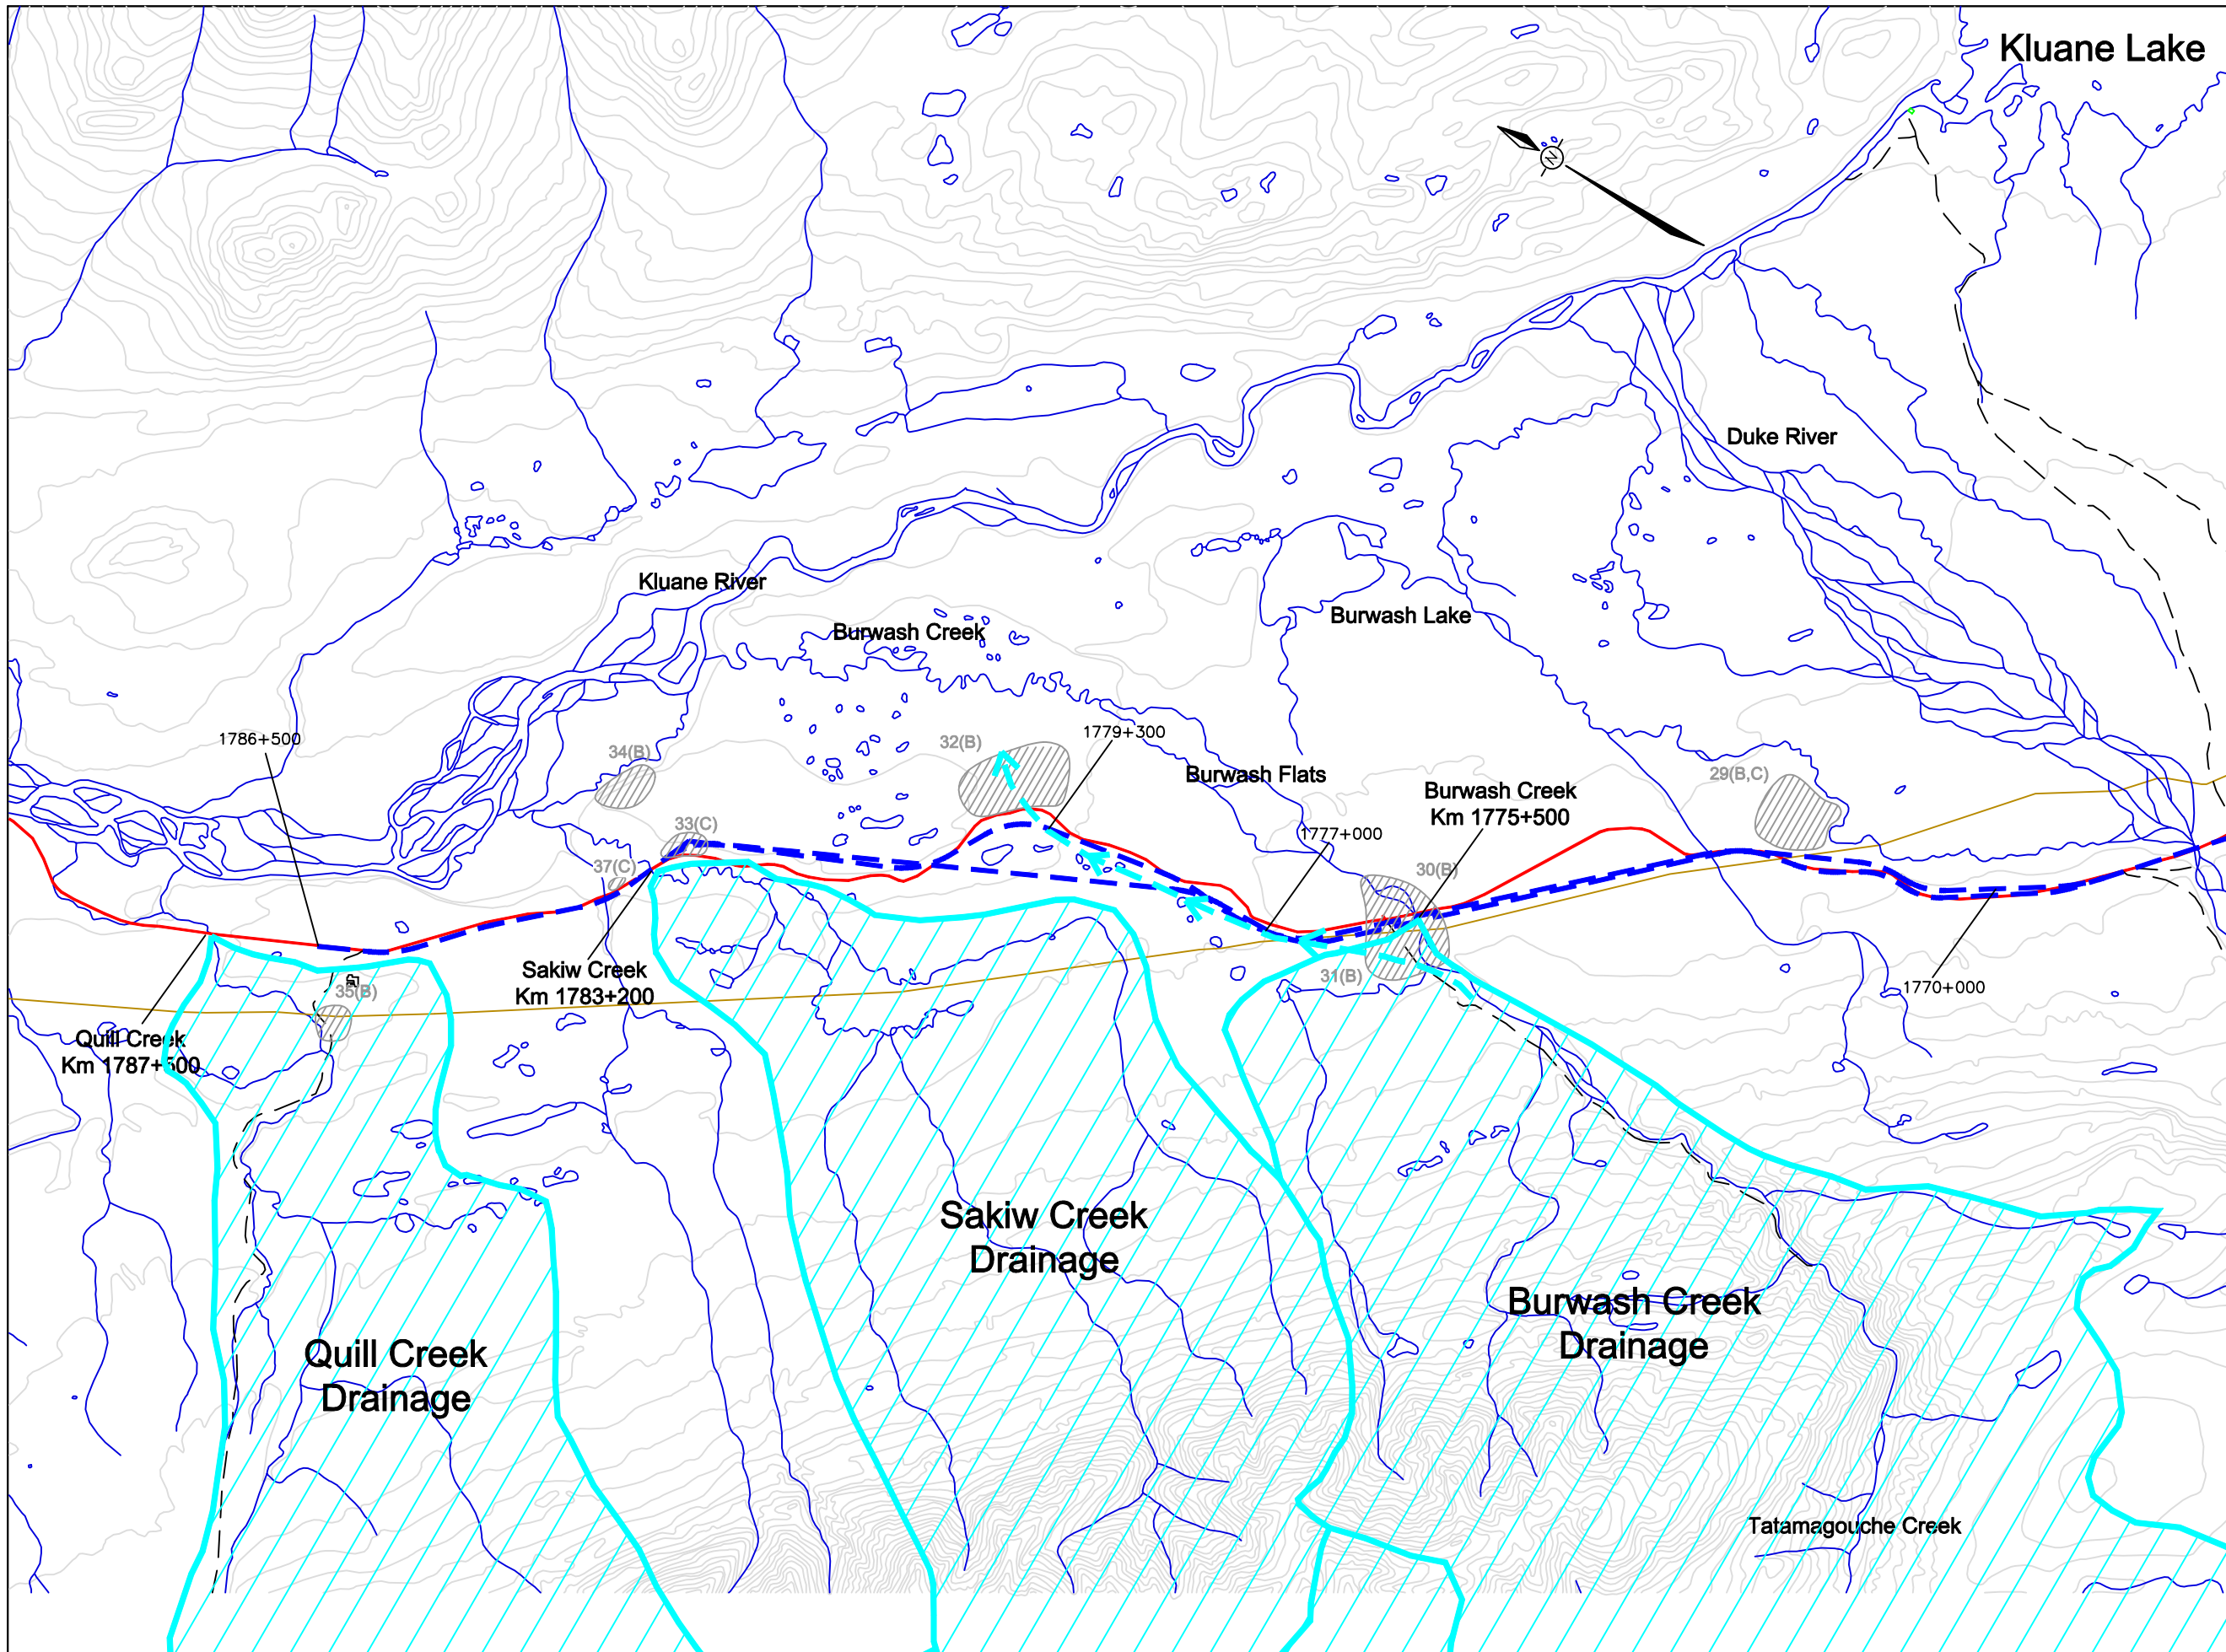 Kluane Lake
N
Duke River
Kluane River
Burwash Lake
Burwash Creek
1786+500
34(B)
32(B)
1779+300
Burwash Flats
29(B,C)
Burwash Creek
Km 1775+500
33(C)
1777+000
37(C)
30(B)
Sakiw Creek
Km 1783+200
31(B)
35(B)
1770+000
Quill Creek
Km 1787+500
Sakiw Creek
Drainage
Burwash Creek
Drainage
Quill Creek
Drainage
Tatamagouche Creek